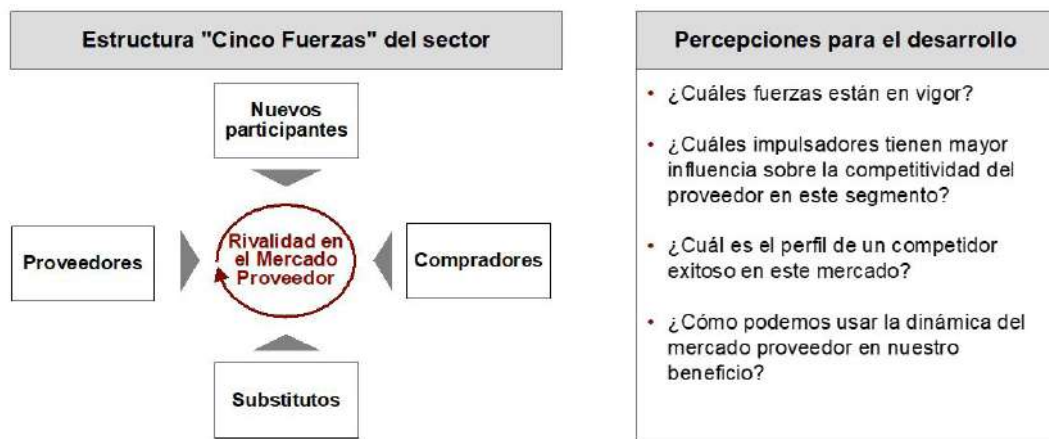 Estructura "Cinco Fuerzas" del sector
Nuevos
participantes
Proveedores
Rivalidad en
el Mercado
Proveedor
Compradores
Substitutos
Percepciones para el desarrollo
• ¿Cuáles fuerzas están en vigor?
• ¿Cuáles impulsadores tienen mayor
influencia sobre la competitividad del
proveedor en este segmento?
• ¿Cuál es el perfil de un competidor
exitoso en este mercado?
• ¿Cómo podemos usar la dinámica del
mercado proveedor en nuestro
beneficio?